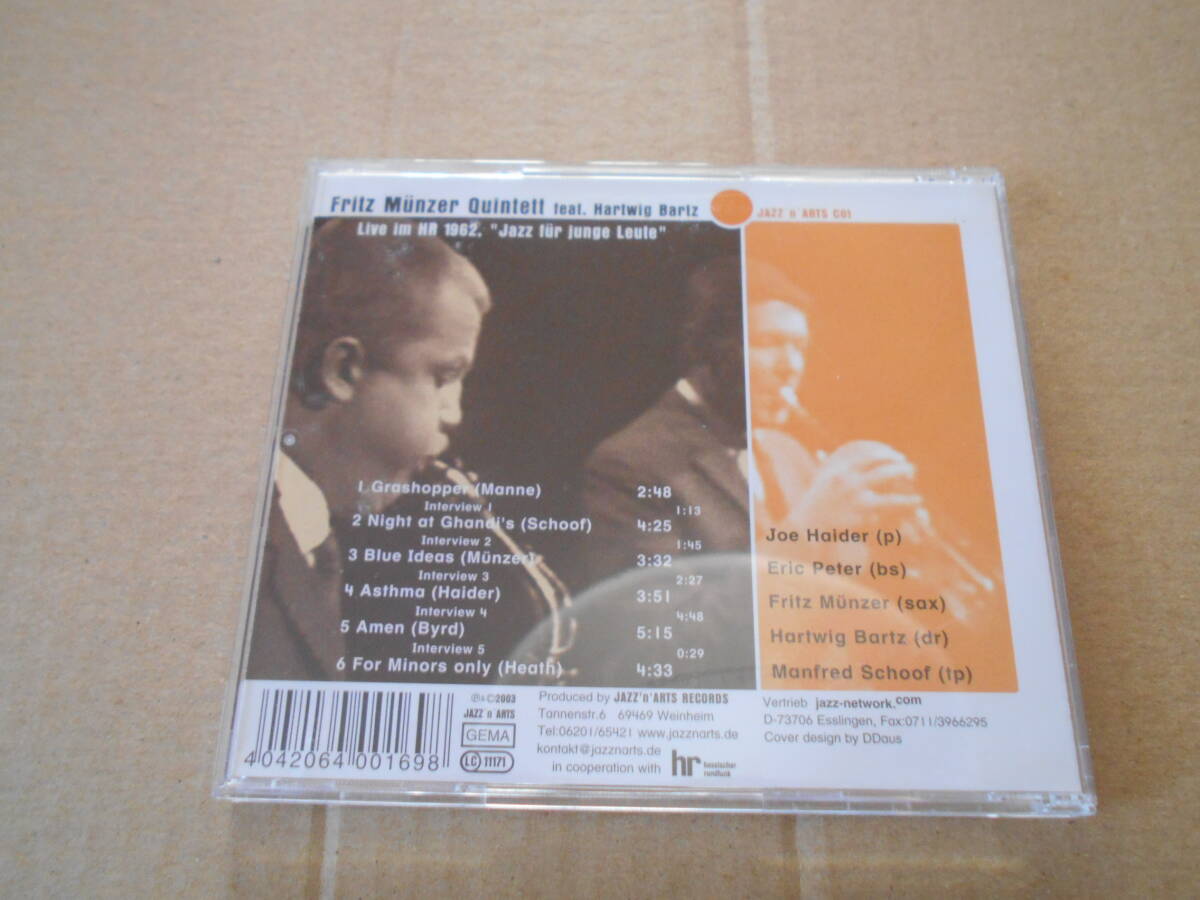 Fritz Münzer Quintett feat. Hartwig Bartz
JAZZ n' ARTS C01
Live im HR 1962, "Jazz für junge Leute"
1 Grashopper (Manne) 2:48
Interview 1 1:13
2 Night at Ghandi's (Schoof) 4:25
Interview 2 1:45
3 Blue Ideas (Münzer) 3:32
Interview 3 2:27
4 Asthma (Haider) 3:51
Interview 4 4:48
5 Amen (Byrd) 5:15
Interview 5 0:29
6 For Minors only (Heath) 4:33
Joe Haider (p)
Eric Peter (bs)
Fritz Münzer (sax)
Hartwig Bartz (dr)
Manfred Schoof (tp)
4 042064 001698
℗&©2003
JAZZ n' ARTS
GEMA
LC 11171
Produced by JAZZ'n'ARTS RECORDS
Tannenstr.6 69469 Weinheim
Tel:06201/65421 www.jazznarts.de
kontakt@jazznarts.de
in cooperation with hr hessischer rundfunk
Vertrieb jazz-network.com
D-73706 Esslingen, Fax:0711/3966295
Cover design by DDaus